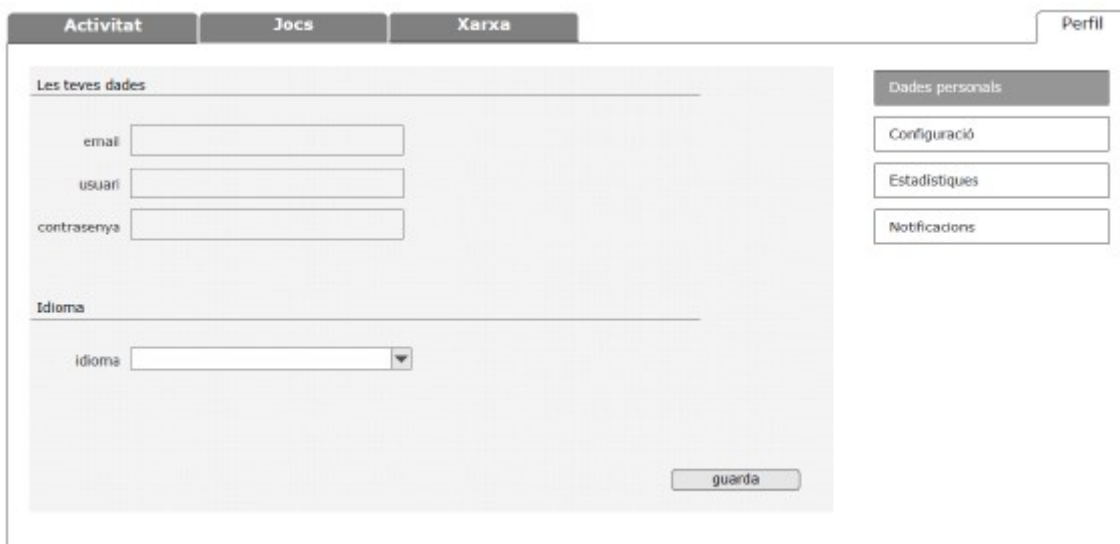 Activitat
Jocs
Xarxa
Perfil
Les teves dades
email
usuari
contrasenya
Idioma
idioma
guarda
Dades personals
Configuració
Estadístiques
Notificacions